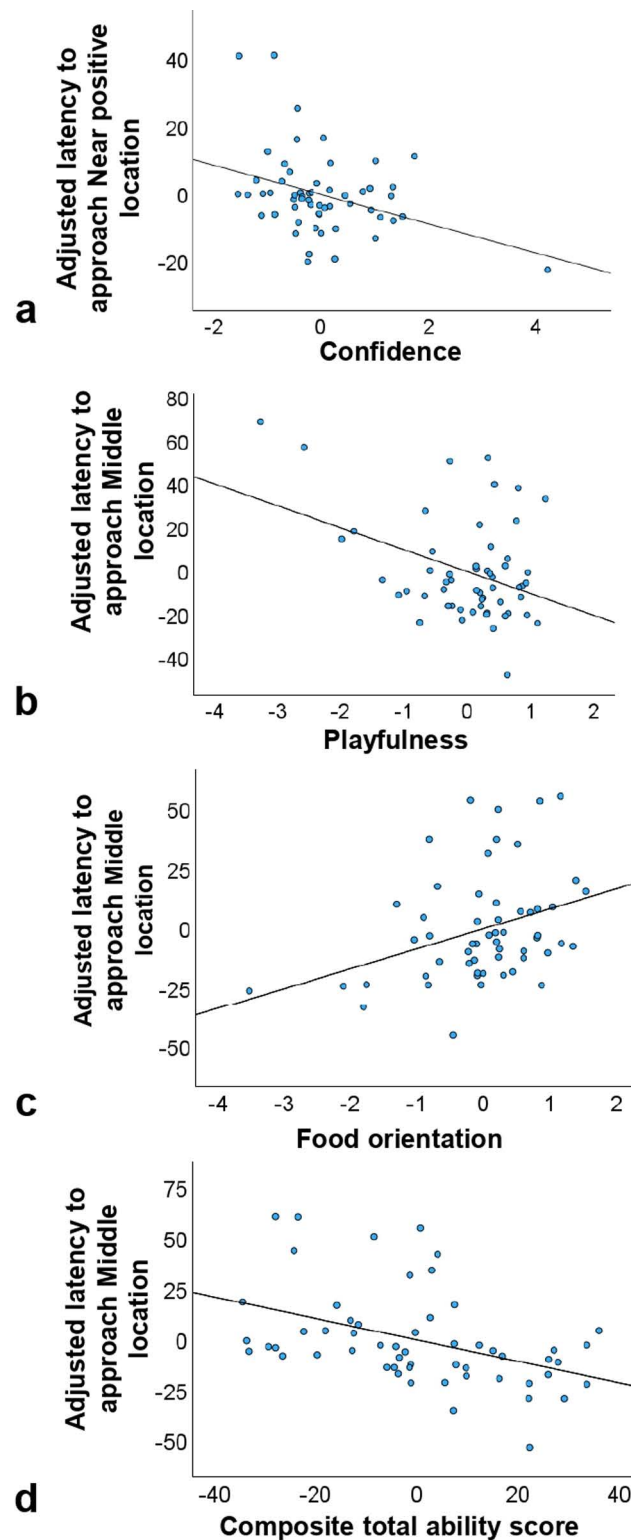 Adjusted latency to
approach Near positive
location
40
20
0
-20
a
-2 0 2 4
Confidence
Adjusted latency to
approach Middle
location
80
60
40
20
0
-20
-40
b
-4 -3 -2 -1 0 1 2
Playfulness
Adjusted latency to
approach Middle
location
50
25
0
-25
-50
c
-4 -3 -2 -1 0 1 2
Food orientation
Adjusted latency to
approach Middle
location
75
50
25
0
-25
-50
d
-40 -20 0 20 40
Composite total ability score